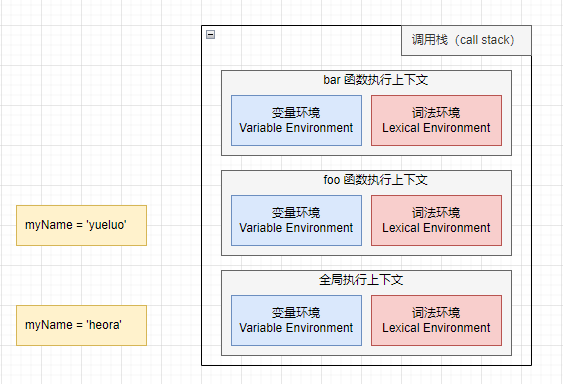 调用栈（call stack）
bar 函数执行上下文
变量环境
Variable Environment
词法环境
Lexical Environment
foo 函数执行上下文
变量环境
Variable Environment
词法环境
Lexical Environment
myName = 'yueluo'
全局执行上下文
变量环境
Variable Environment
词法环境
Lexical Environment
myName = 'heora'